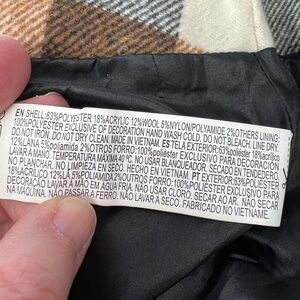 EN SHELL:63%POLYESTER 18%ACRYLIC 12%WOOL 5%NYLON/POLYAMIDE 2%OTHERS LINING:
100%POLYESTER EXCLUSIVE OF DECORATION HAND WASH COLD. DO NOT BLEACH. LINE DRY.
DO NOT IRON. DO NOT DRY CLEAN. MADE IN VIETNAM. ES TELA EXTERIOR:63%poliéster 18%acrílico
12%LANA 5%poliamida 2%otros FORRO:100%poliéster EXCLUSIVO PARA DECORACION
LAVAR A MANO. TEMPERATURA MAXIMA 40°C. NO USAR BLANQUEADOR. SECADO EN TENDEDERO.
NO PLANCHAR. NO LIMPIEZA EN SECO. HECHO EN VIETNAM. PT EXTERIOR:63%poliéster
18%acrílico 12%LÃ 5%poliamida 2%outros FORRO:100%poliéster EXCLUSIVO DE
DECORAÇÃO LAVAR À MÃO EM ÁGUA FRIA. NÃO USAR CLORO. SECAR AO AR. NÃO SECAR
NA MÁQUINA. NÃO PASSAR A FERRO. NÃO LAVAR A SECO. FABRICADO NO VIETNAM.